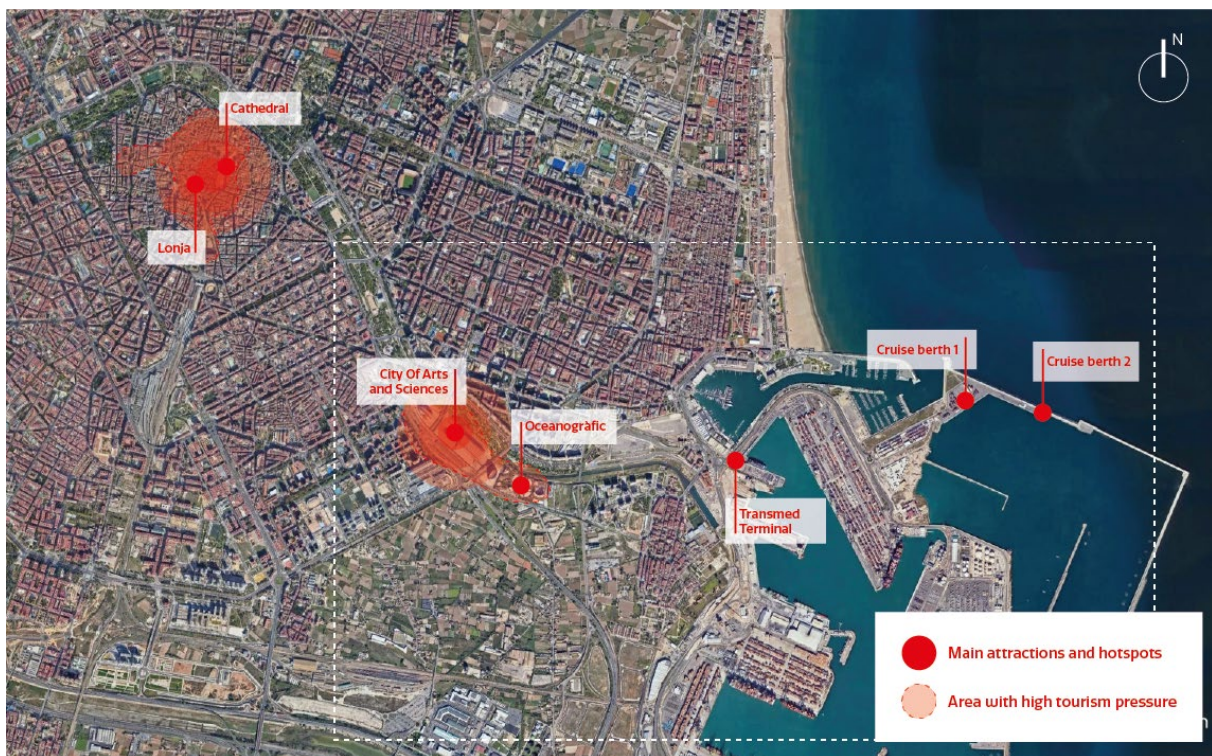 N
Cathedral
Lonja
City Of Arts
and Sciences
Oceanogràfic
Cruise berth 1
Cruise berth 2
Transmed
Terminal
Main attractions and hotspots
Area with high tourism pressure